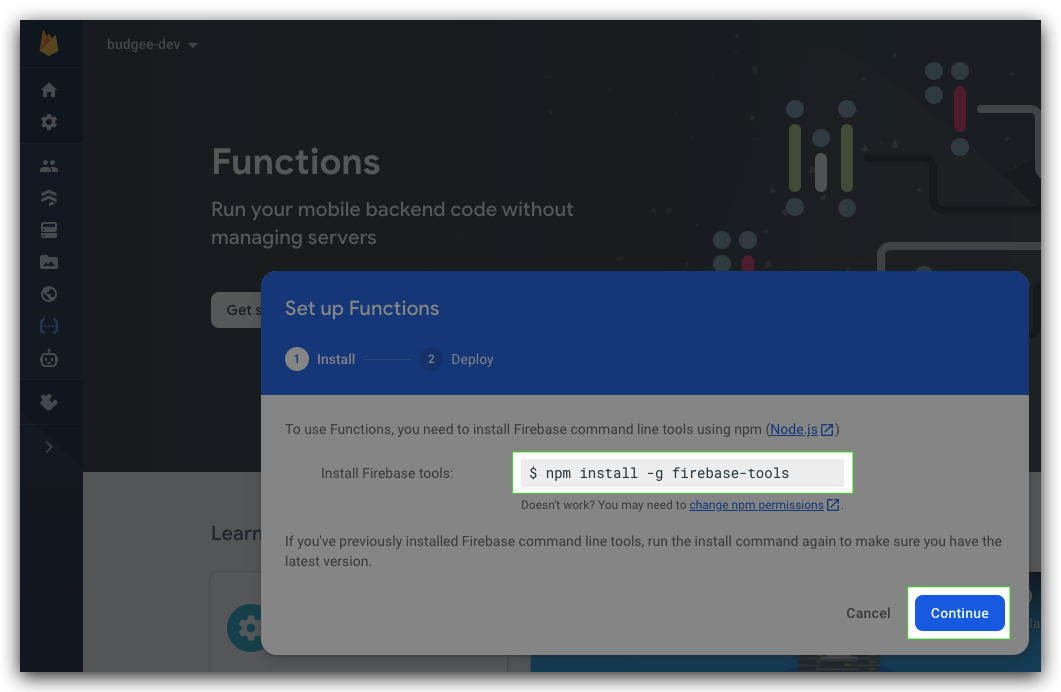 budgee-dev
Functions
Run your mobile backend code without
managing servers
Get s
Set up Functions
1 Install 2 Deploy
To use Functions, you need to install Firebase command line tools using npm (Node.js)
Install Firebase tools: $ npm install -g firebase-tools
Doesn't work? You may need to change npm permissions.
If you've previously installed Firebase command line tools, run the install command again to make sure you have the
latest version.
Learn
Cancel Continue
la